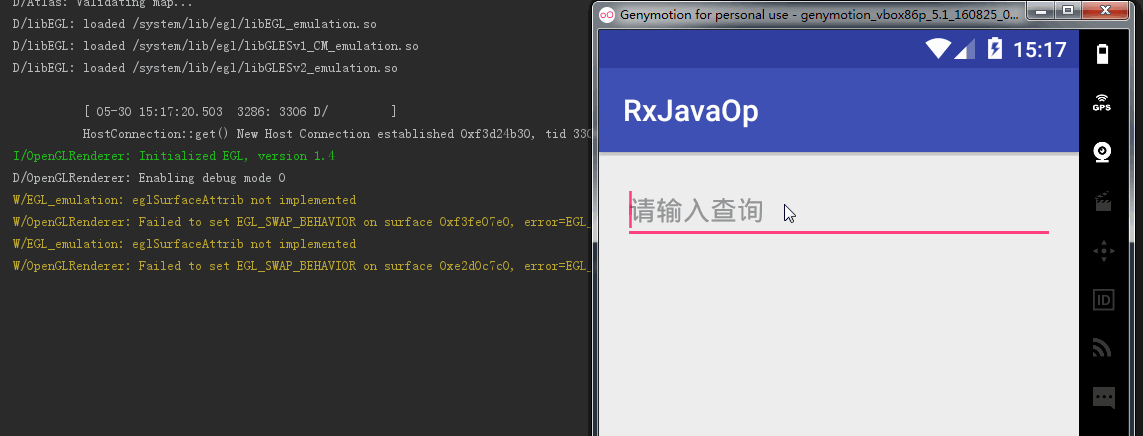 D/Atlas: Validating map...
D/libEGL: loaded /system/lib/egl/libEGL_emulation.so
D/libEGL: loaded /system/lib/egl/libGLESv1_CM_emulation.so
D/libEGL: loaded /system/lib/egl/libGLESv2_emulation.so
[ 05-30 15:17:20.503  3286: 3306 D/         ]
HostConnection::get() New Host Connection established 0xf3d24b30, tid 330
I/OpenGLRenderer: Initialized EGL, version 1.4
D/OpenGLRenderer: Enabling debug mode 0
W/EGL_emulation: eglSurfaceAttrib not implemented
W/OpenGLRenderer: Failed to set EGL_SWAP_BEHAVIOR on surface 0xf3fe07e0, error=EGL_
W/EGL_emulation: eglSurfaceAttrib not implemented
W/OpenGLRenderer: Failed to set EGL_SWAP_BEHAVIOR on surface 0xe2d0c7c0, error=EGL_
Genymotion for personal use - genymotion_vbox86p_5.1_160825_0...
15:17
RxJavaOp
请输入查询
GPS
ID